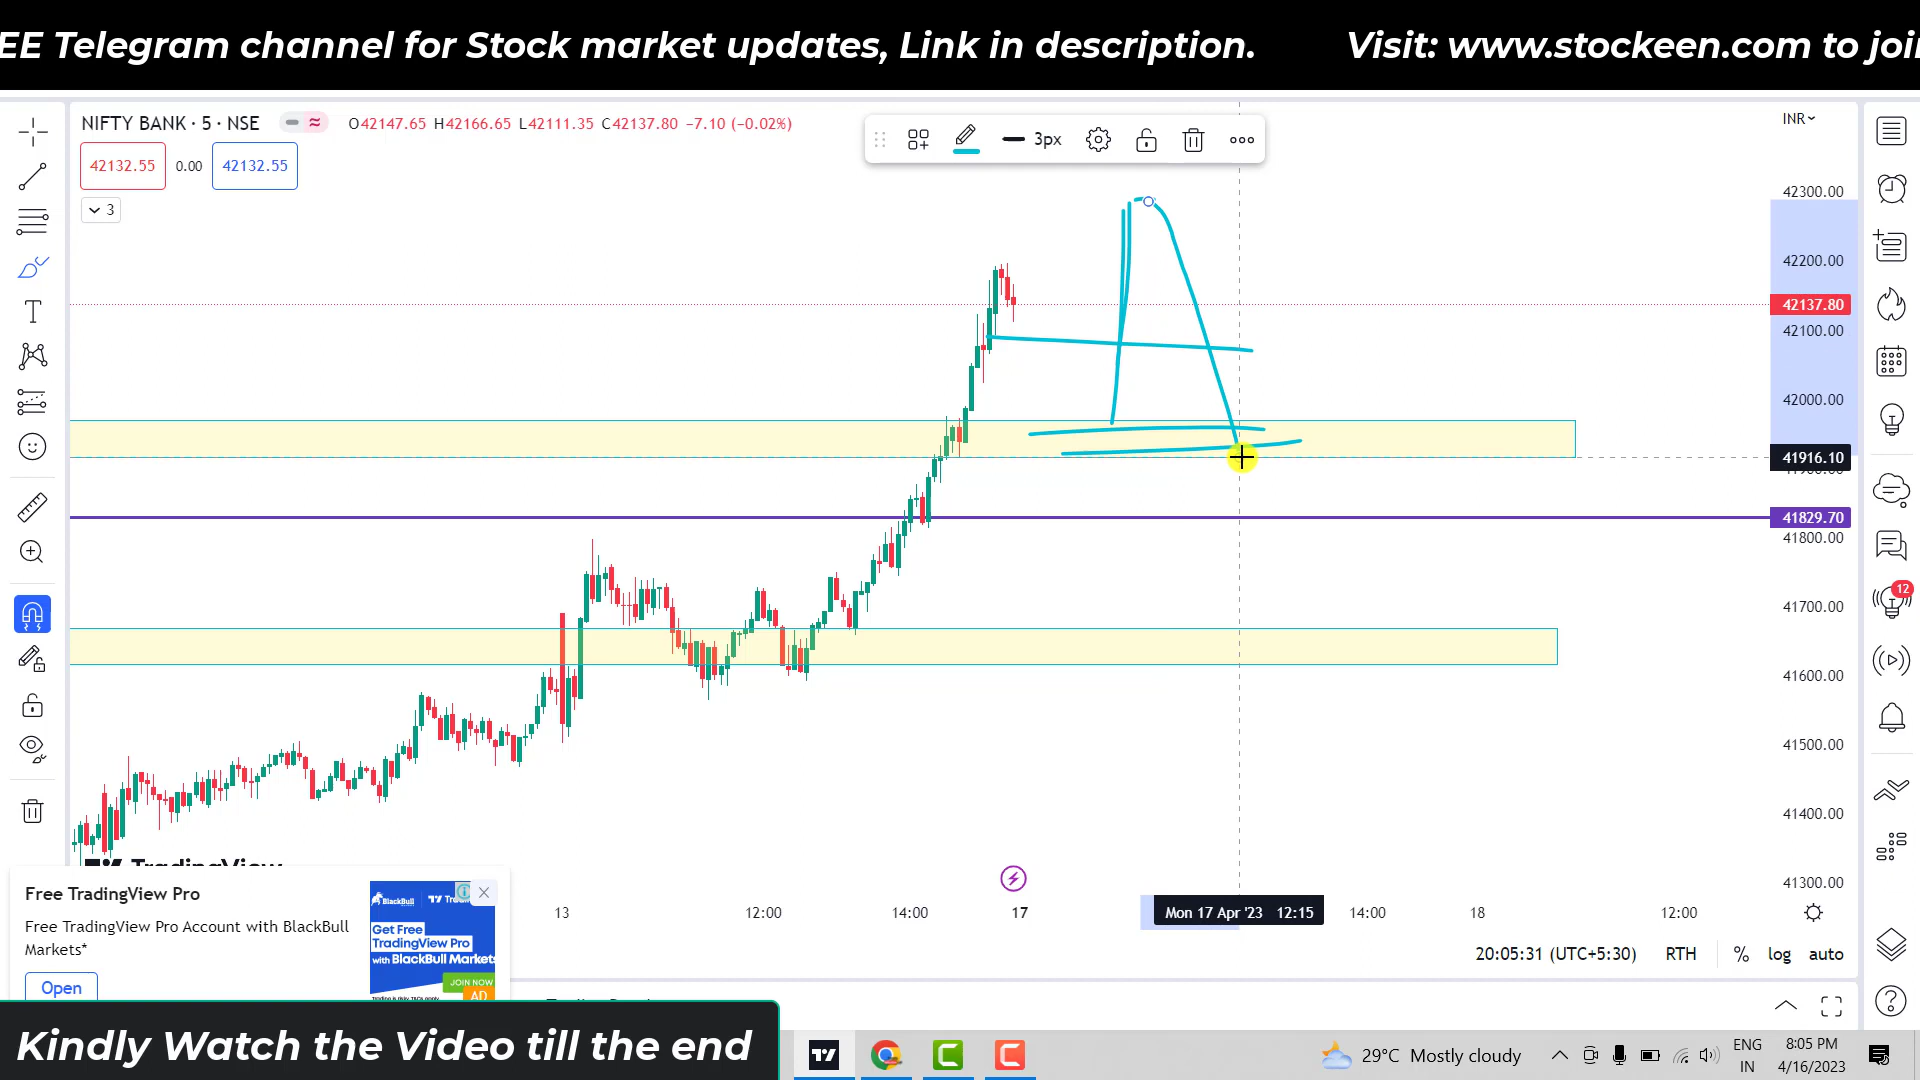 EE Telegram channel for Stock market updates, Link in description. Visit: www.stockeen.com to joi
NIFTY BANK · 5 · NSE O42147.65 H42166.65 L42111.35 C42137.80 −7.10 (−0.02%)
3px
INR
42132.55 0.00 42132.55
3
42300.00
42200.00
42137.80
42100.00
42000.00
41916.10
41829.70
41800.00
41700.00
12
41600.00
41500.00
41400.00
41300.00
TradingView
Free TradingView Pro
Free TradingView Pro Account with BlackBull
Markets*
Open
BlackBull
Get Free
TradingView Pro
with BlackBull Markets
JOIN NOW
AD
13 12:00 14:00 17 Mon 17 Apr '23 12:15 14:00 18 12:00
20:05:31 (UTC+5:30) RTH % log auto
Kindly Watch the Video till the end
29°C Mostly cloudy
ENG
IN
8:05 PM
4/16/2023